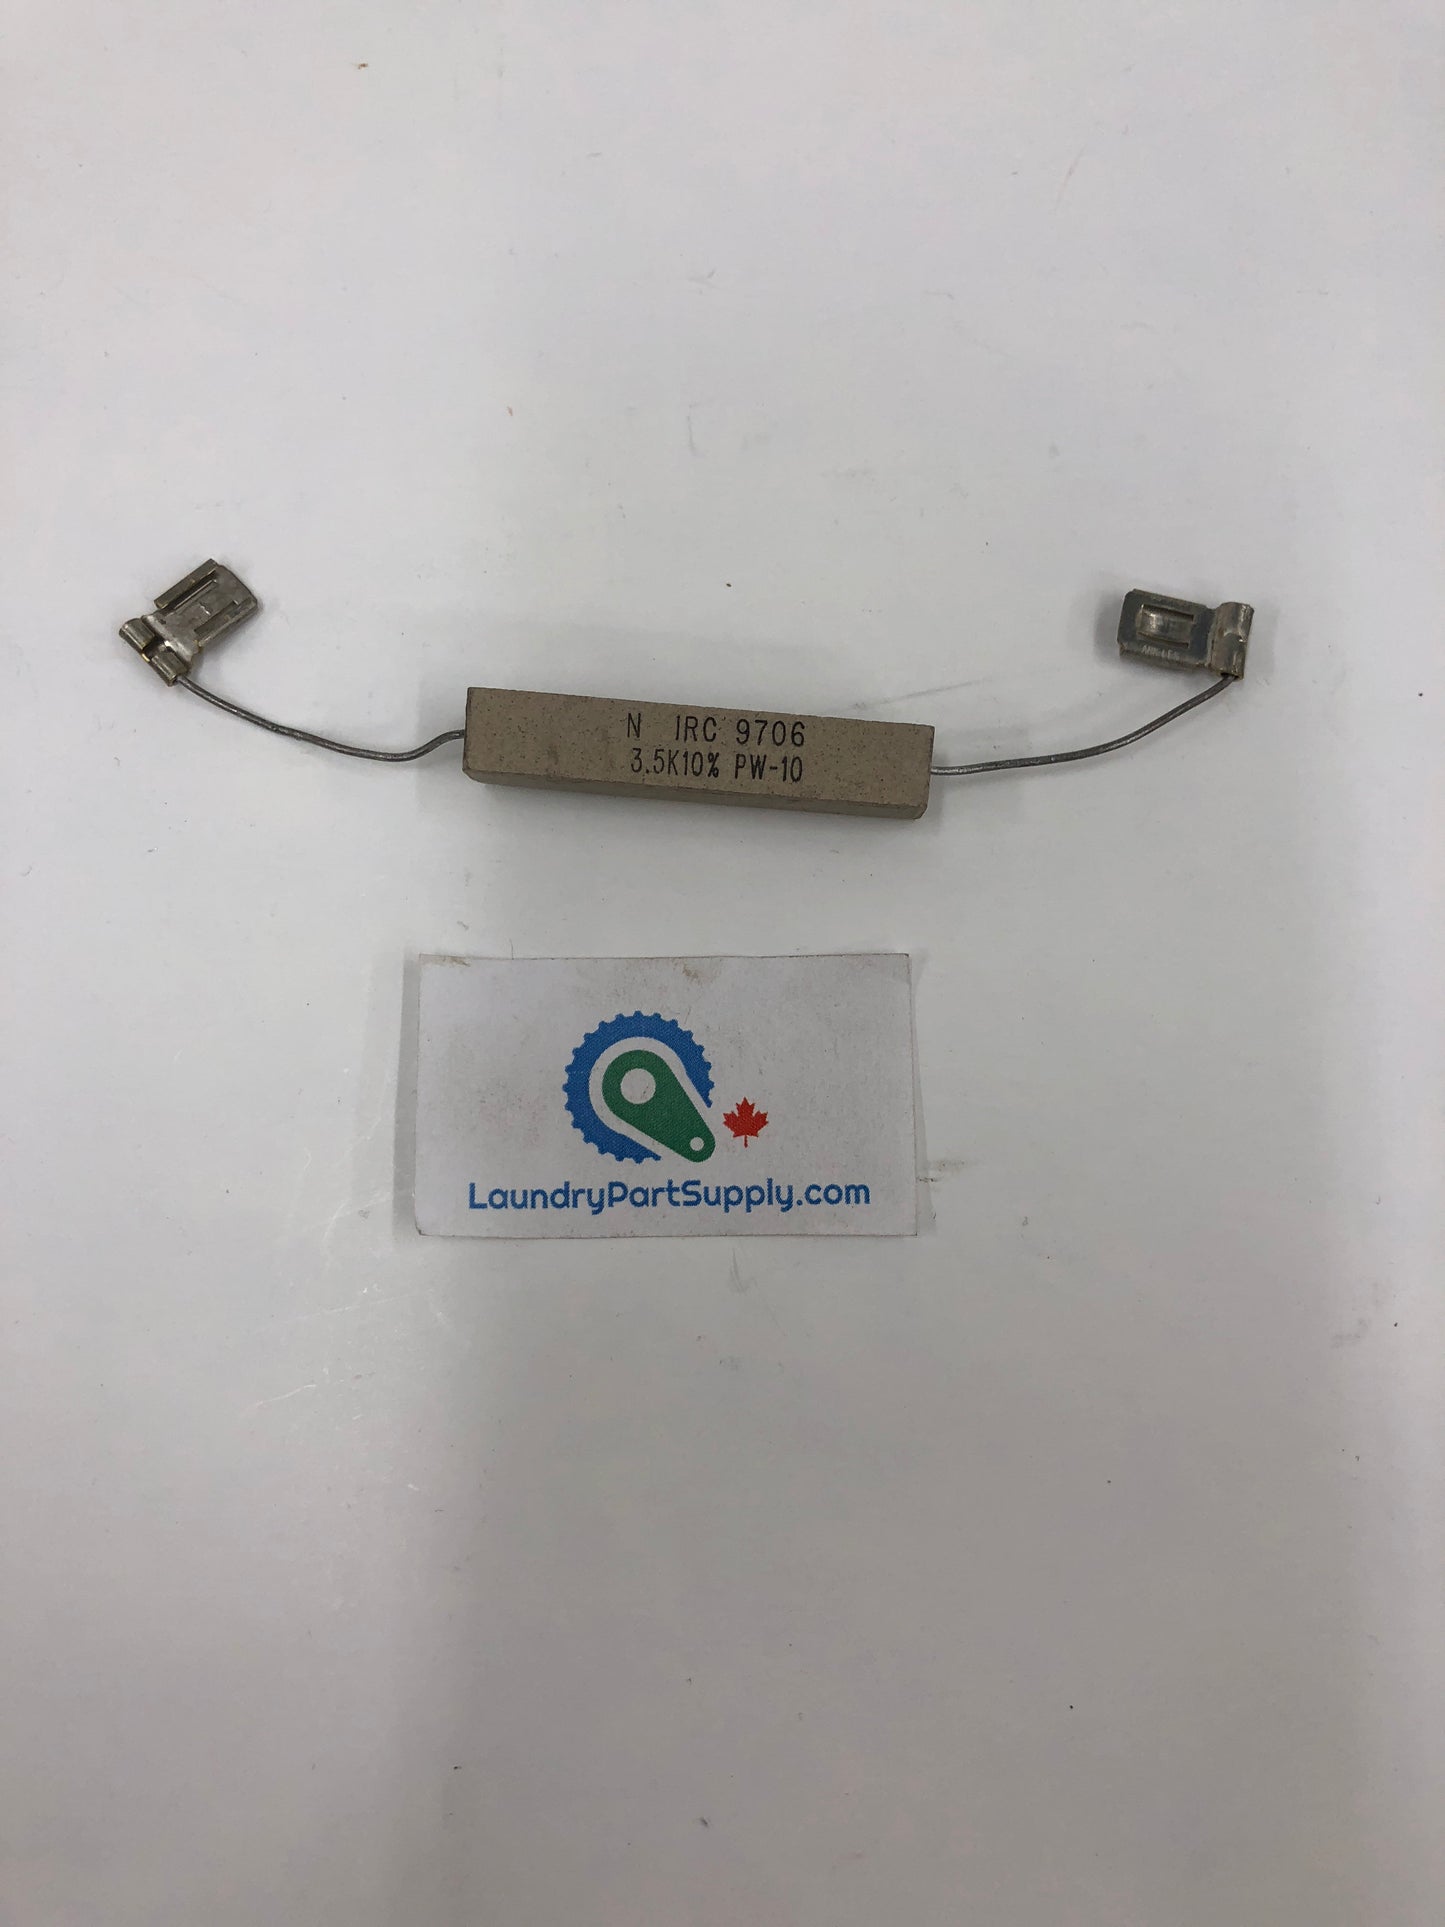 N IRC 9706
3.5K10% PW-10
LaundryPartSupply.com